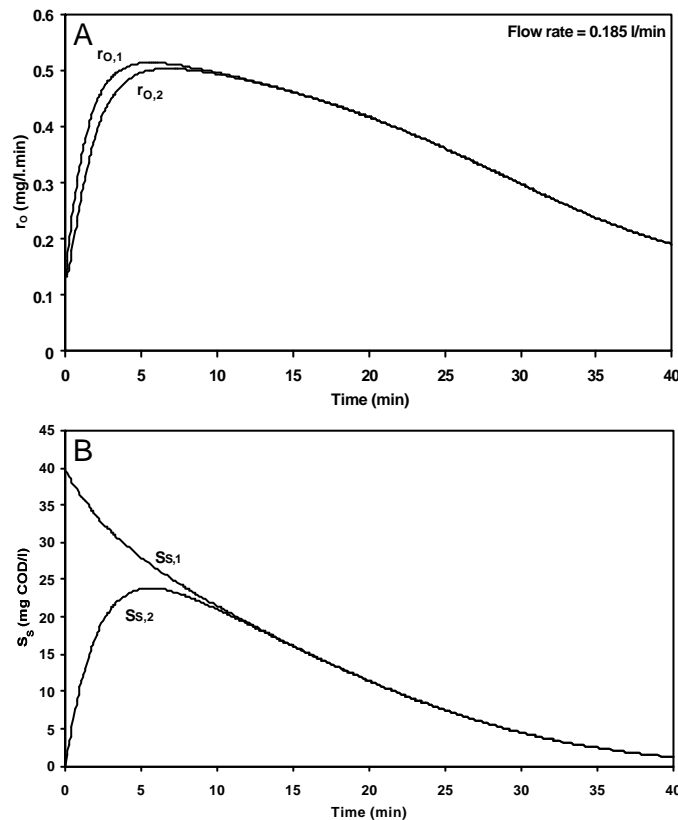 A
Flow rate = 0.185 l/min
r_O,1
r_O,2
r_O (mg/l.min)
0.6
0.5
0.4
0.3
0.2
0.1
0
0 5 10 15 20 25 30 35 40
Time (min)
B
S_S,1
S_S,2
S_S (mg COD/l)
45
40
35
30
25
20
15
10
5
0
0 5 10 15 20 25 30 35 40
Time (min)